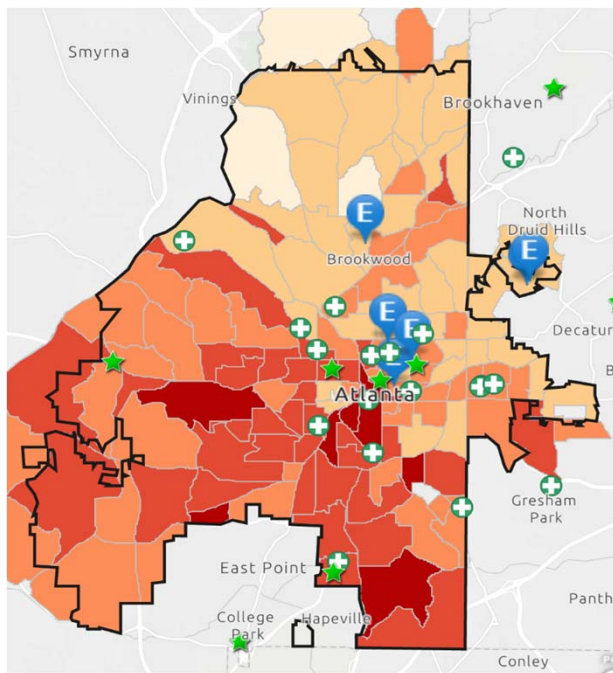 Smyrna
Vinings
Brookhaven
North
Druid Hills
E
E
Brookwood
E
E
Decatur
Atlanta
B
Gresham
Park
East Point
Panth
College
Park
Hapeville
Conley